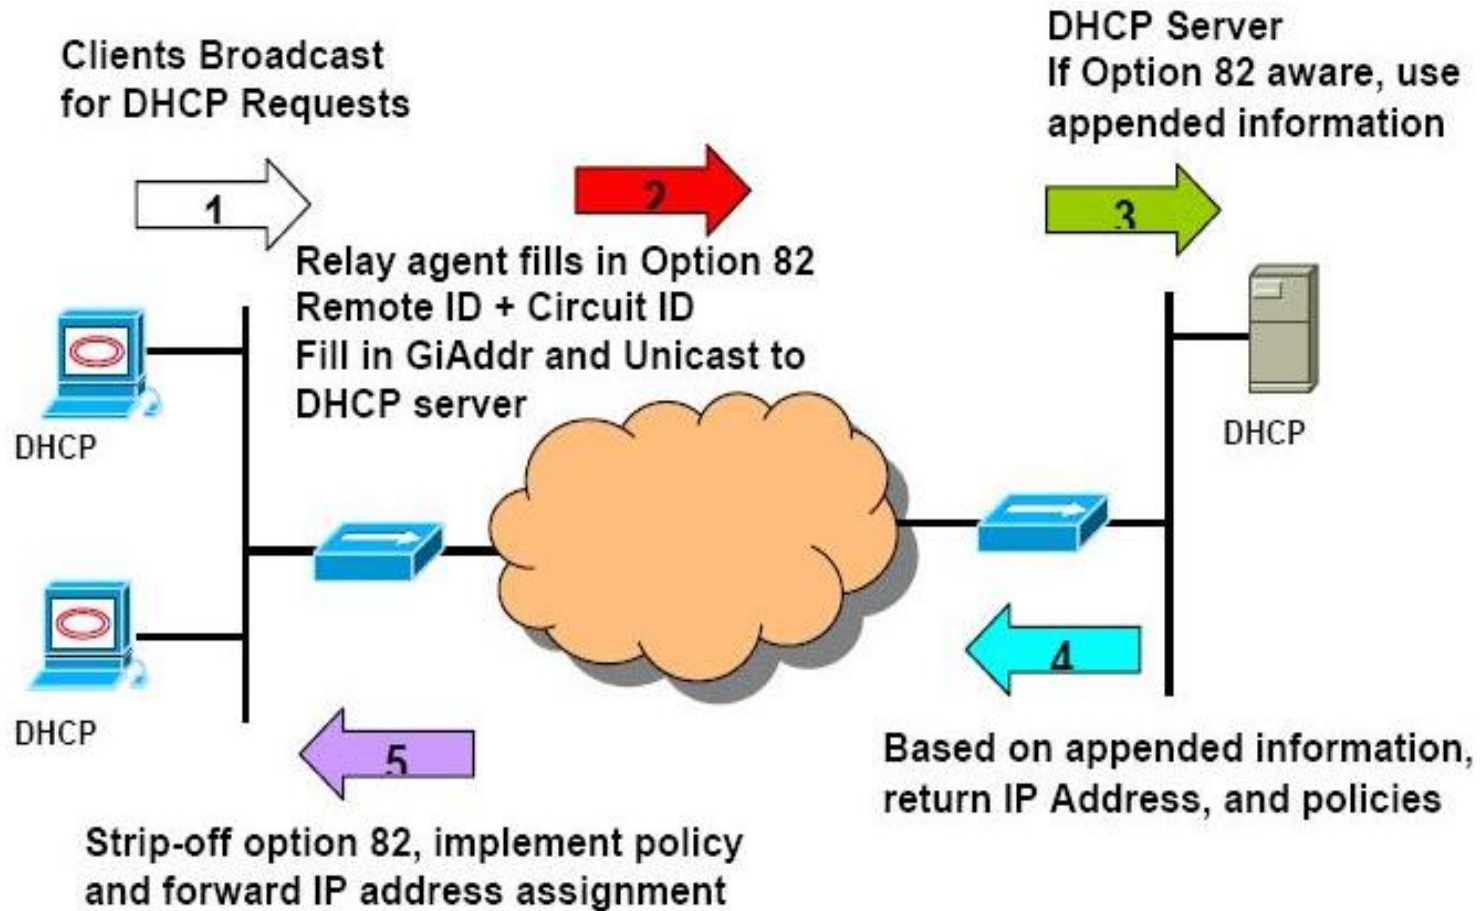 Clients Broadcast
for DHCP Requests
DHCP Server
If Option 82 aware, use
appended information
1
2
3
Relay agent fills in Option 82
Remote ID + Circuit ID
Fill in GiAddr and Unicast to
DHCP server
DHCP
DHCP
DHCP
4
5
Based on appended information,
return IP Address, and policies
Strip-off option 82, implement policy
and forward IP address assignment